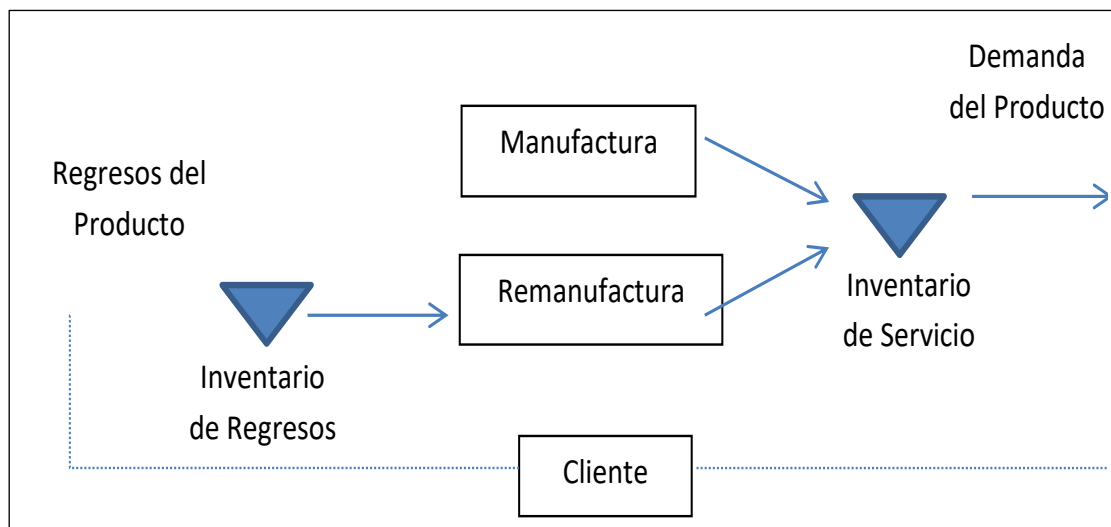 Demanda
del Producto
Manufactura
Regresos del
Producto
Remanufactura
Inventario
de Servicio
Inventario
de Regresos
Cliente